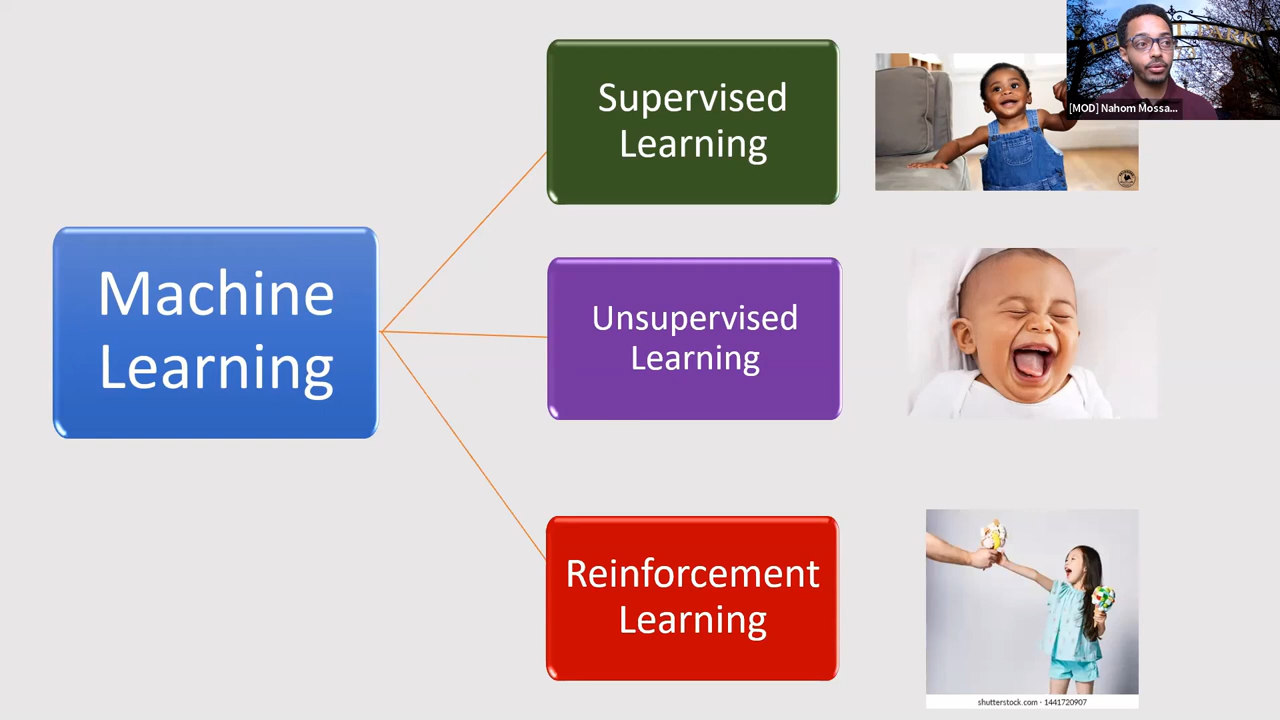 Machine
Learning
Supervised
Learning
Unsupervised
Learning
Reinforcement
Learning
[MOD] Nahom Mossa...
shutterstock.com · 1441720907